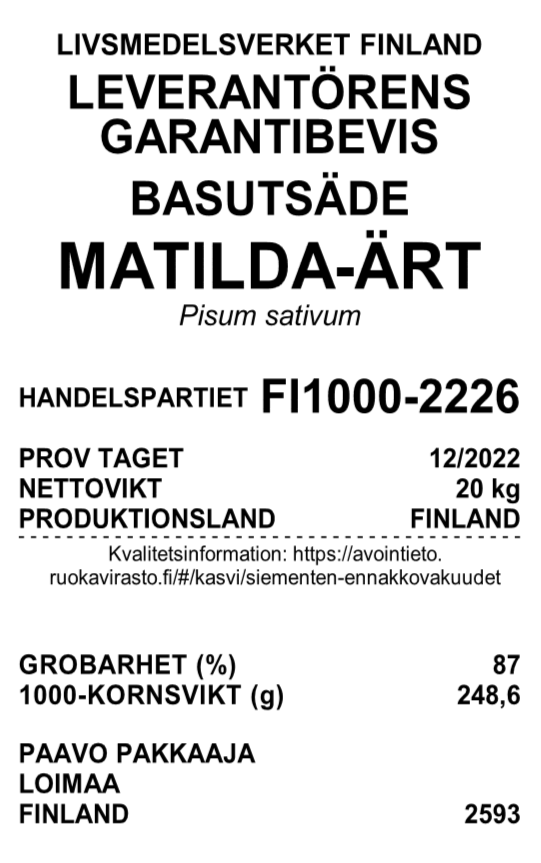 LIVSMEDELSVERKET FINLAND
LEVERANTÖRENS
GARANTIBEVIS
BASUTSÄDE
MATILDA-ÄRT
Pisum sativum
HANDELSPARTIET FI1000-2226
PROV TAGET 12/2022
NETTOVIKT 20 kg
PRODUKTIONSLAND FINLAND
Kvalitetsinformation: https://avointieto.
ruokavirasto.fi/#/kasvi/siementen-ennakkovakuudet
GROBARHET (%) 87
1000-KORNSVIKT (g) 248,6
PAAVO PAKKAAJA
LOIMAA
FINLAND 2593